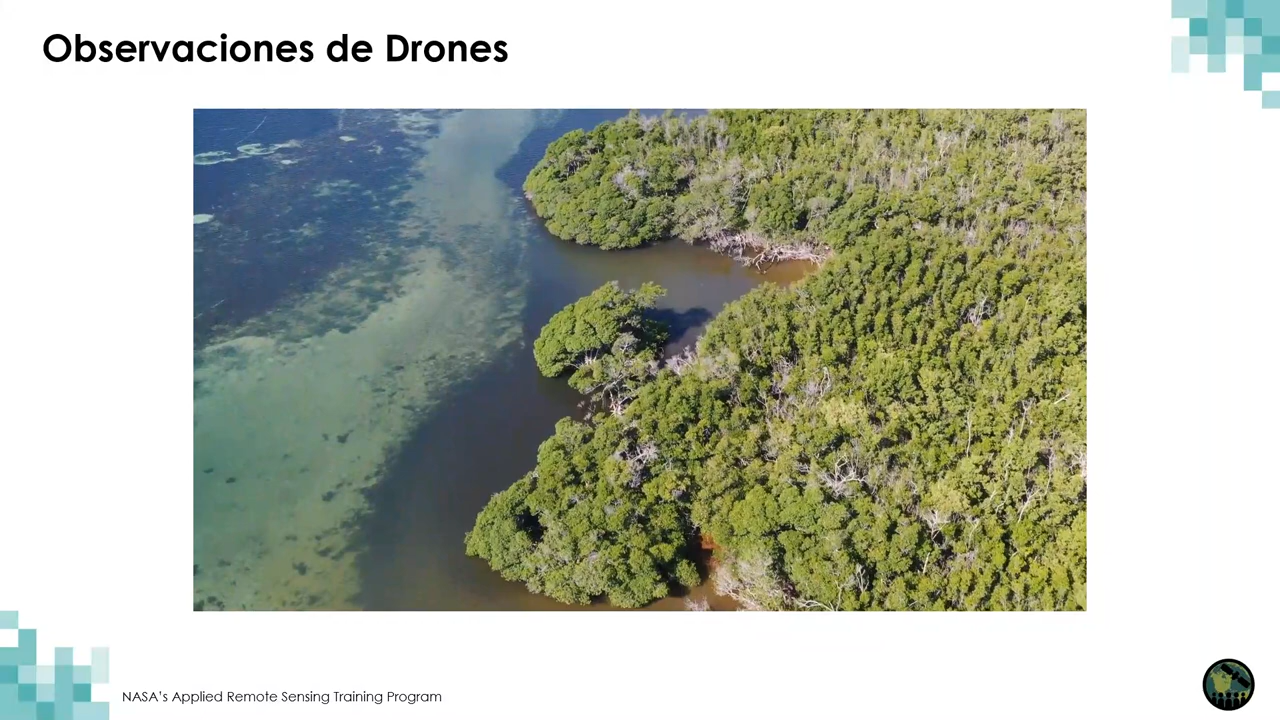 Observaciones de Drones
NASA's Applied Remote Sensing Training Program